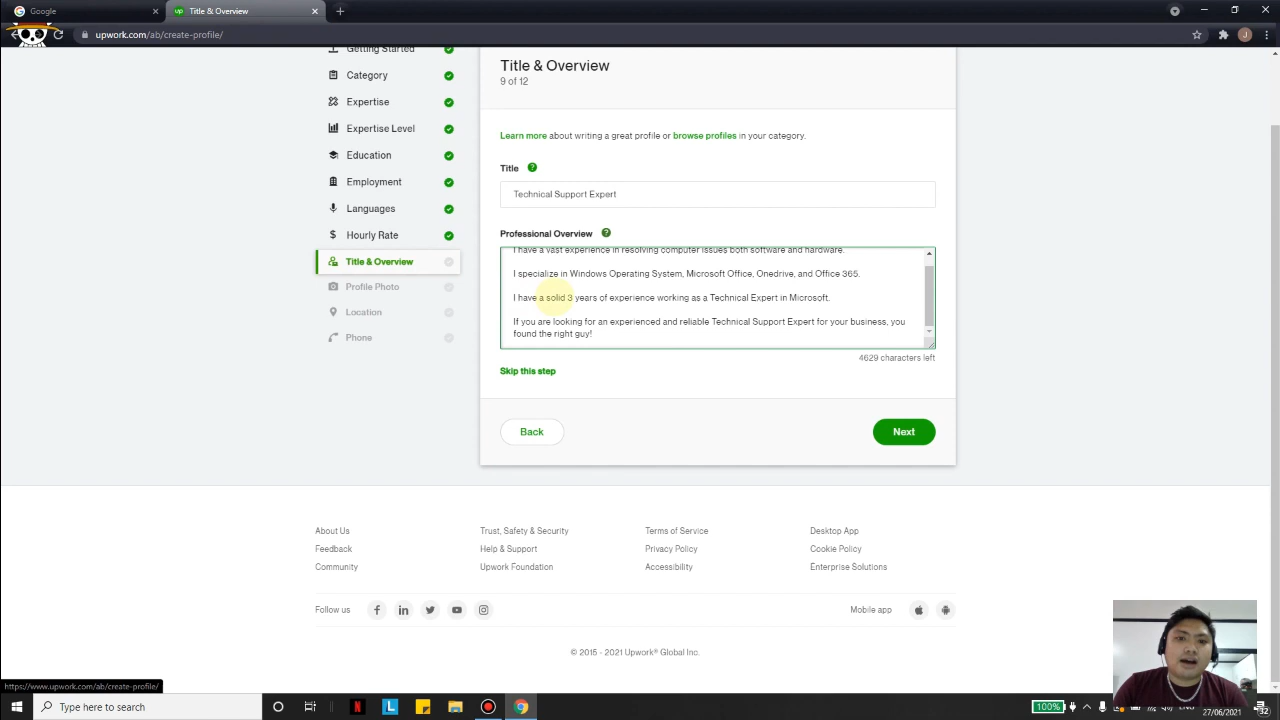 Google
up
Title & Overview
upwork.com/ab/create-profile/
J
Getting Started
Category
Expertise
Expertise Level
Education
Employment
Languages
$ Hourly Rate
Title & Overview
Profile Photo
Location
Phone
Title & Overview
9 of 12
Learn more about writing a great profile or browse profiles in your category.
Title ?
Technical Support Expert
Professional Overview ?
I have a vast experience in resolving computer issues both software and hardware.
I specialize in Windows Operating System, Microsoft Office, Onedrive, and Office 365.
I have a solid 3 years of experience working as a Technical Expert in Microsoft.
If you are looking for an experienced and reliable Technical Support Expert for your business, you
found the right guy!
4629 characters left
Skip this step
Back
Next
About Us
Feedback
Community
Trust, Safety & Security
Help & Support
Upwork Foundation
Terms of Service
Privacy Policy
Accessibility
Desktop App
Cookie Policy
Enterprise Solutions
Follow us
Mobile app
© 2015 - 2021 Upwork® Global Inc.
https://www.upwork.com/ab/create-profile/
Type here to search
N
L
100%
27/06/2021
32